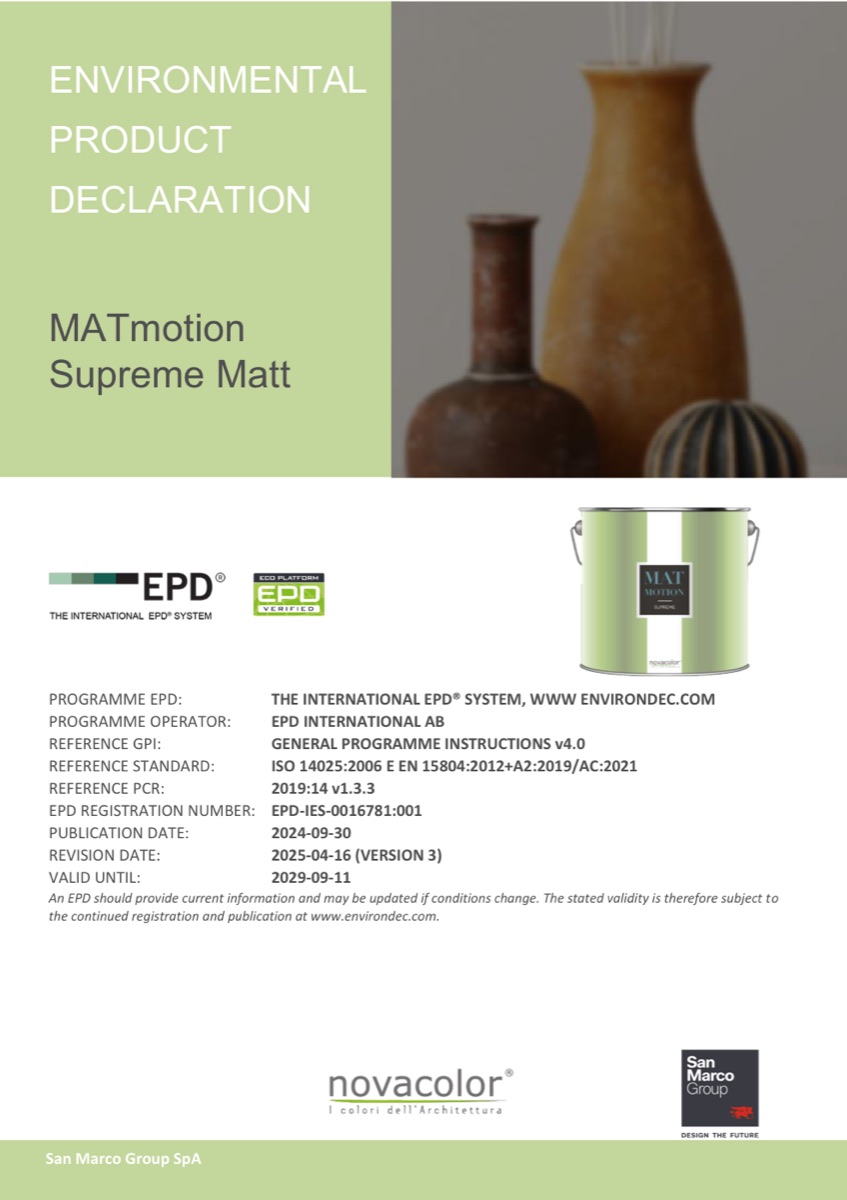 ENVIRONMENTAL
PRODUCT
DECLARATION
MATmotion
Supreme Matt
MAT
MOTION
SUPREME
novacolor
EPD®
THE INTERNATIONAL EPD® SYSTEM
ECO PLATFORM
EPD
VERIFIED
PROGRAMME EPD: THE INTERNATIONAL EPD® SYSTEM, WWW ENVIRONDEC.COM
PROGRAMME OPERATOR: EPD INTERNATIONAL AB
REFERENCE GPI: GENERAL PROGRAMME INSTRUCTIONS v4.0
REFERENCE STANDARD: ISO 14025:2006 E EN 15804:2012+A2:2019/AC:2021
REFERENCE PCR: 2019:14 v1.3.3
EPD REGISTRATION NUMBER: EPD-IES-0016781:001
PUBLICATION DATE: 2024-09-30
REVISION DATE: 2025-04-16 (VERSION 3)
VALID UNTIL: 2029-09-11
An EPD should provide current information and may be updated if conditions change. The stated validity is therefore subject to
the continued registration and publication at www.environdec.com.
novacolor®
I colori dell'Architettura
San
Marco
Group
DESIGN THE FUTURE
San Marco Group SpA